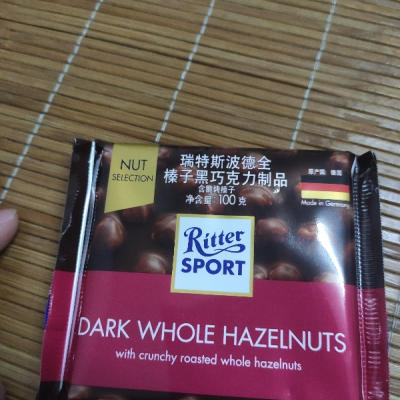 NUT
SELECTION
瑞特斯波德全
榛子黑巧克力制品
含脆烤榛子
净含量: 100 克
原产国: 德国
Made in Germany
Ritter
SPORT
DARK WHOLE HAZELNUTS
with crunchy roasted whole hazelnuts